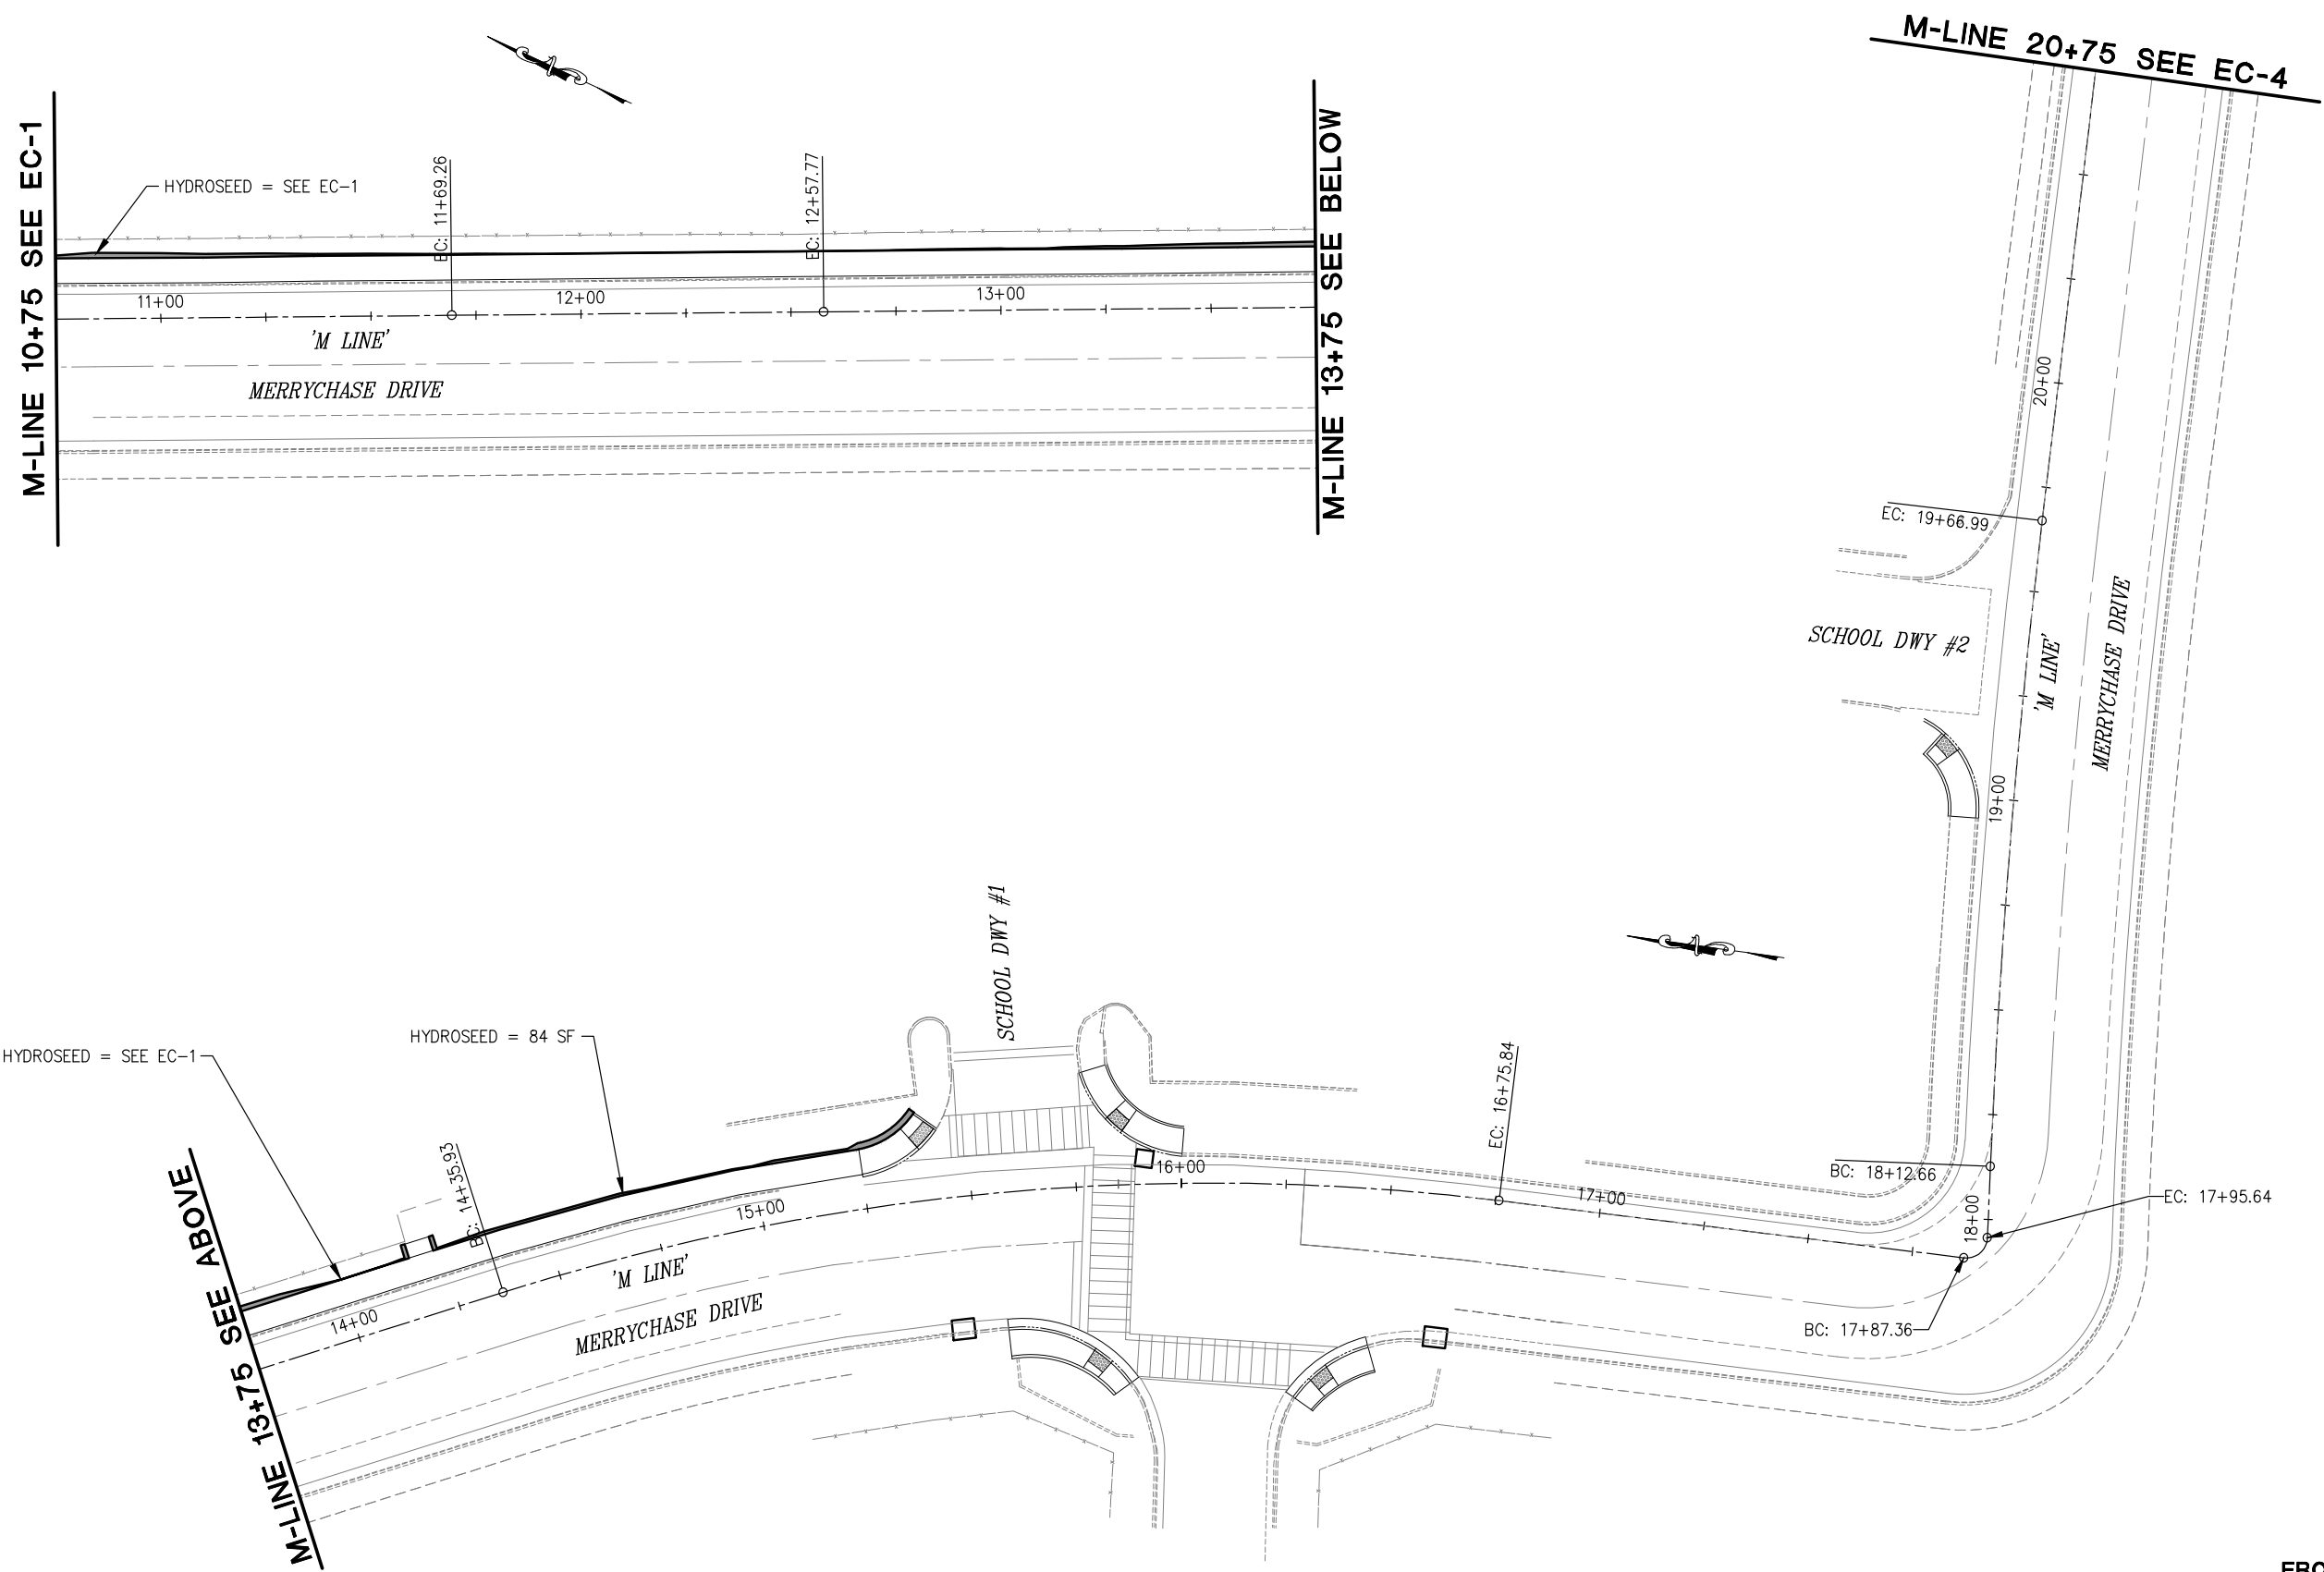 M-LINE 20+75 SEE EC-4
M-LINE 10+75 SEE EC-1
HYDROSEED = SEE EC-1
EC: 11+69.26
EC: 12+57.77
M-LINE 13+75 SEE BELOW
11+00
12+00
13+00
'M LINE'
MERRYCHASE DRIVE
20+00
EC: 19+66.99
SCHOOL DWY #2
'M LINE'
MERRYCHASE DRIVE
19+00
SCHOOL DWY #1
HYDROSEED = 84 SF
HYDROSEED = SEE EC-1
M-LINE 13+75 SEE ABOVE
BC: 14+35.93
14+00
15+00
'M LINE'
MERRYCHASE DRIVE
16+00
EC: 16+75.84
17+00
BC: 18+12.66
18+00
EC: 17+95.64
BC: 17+87.36